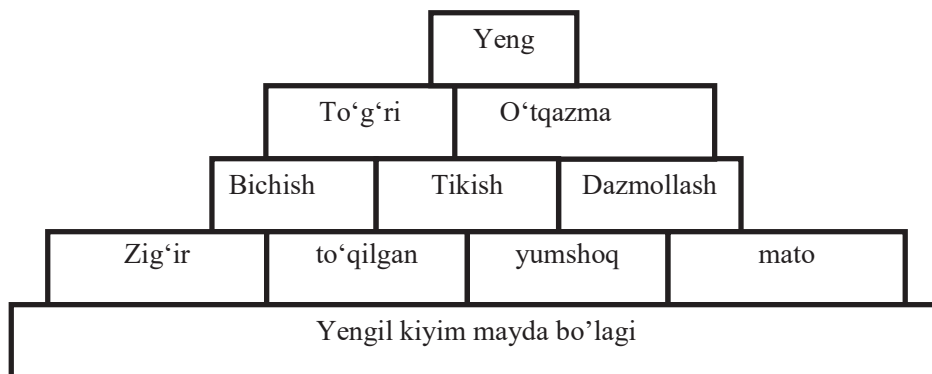 Yeng
To‘g‘ri O‘tqazma
Bichish Tikish Dazmollash
Zig‘ir to‘qilgan yumshoq mato
Yengil kiyim mayda bo’lagi